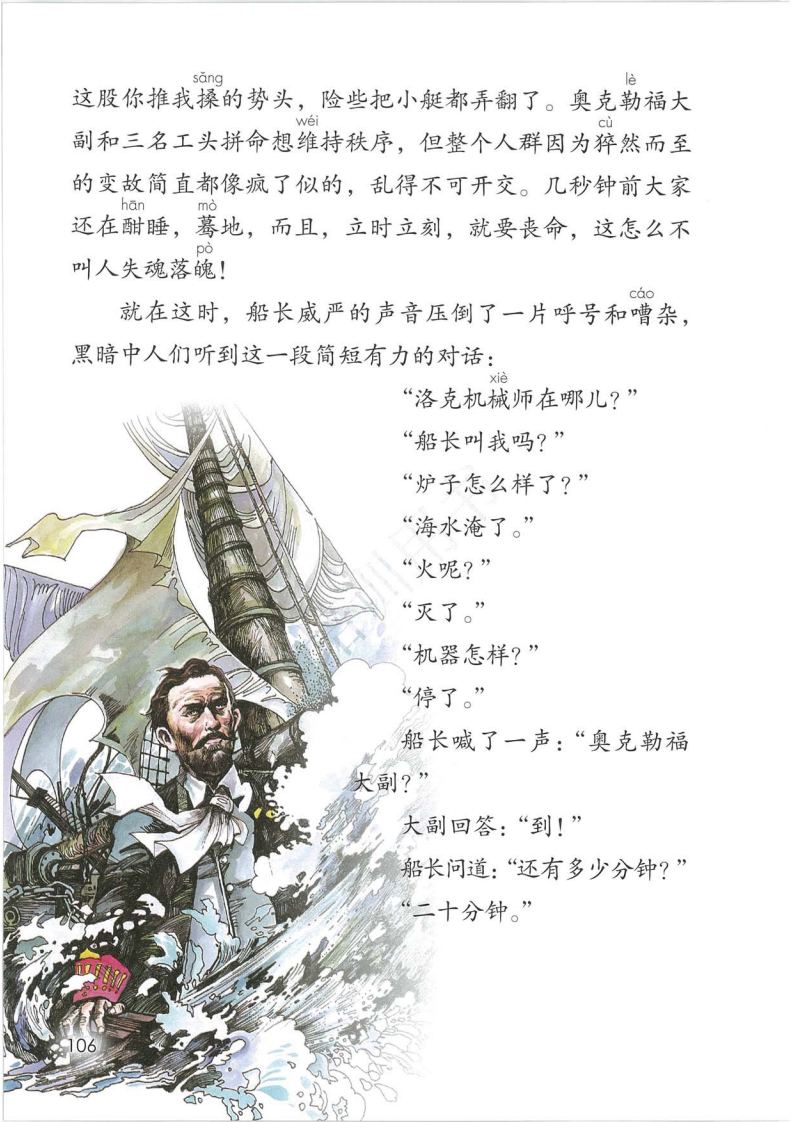 sǎng lè
这股你推我搡的势头，险些把小艇都弄翻了。奥克勒福大
wéi cù
副和三名工头拼命想维持秩序，但整个人群因为猝然而至
的变故简直都像疯了似的，乱得不可开交。几秒钟前大家
hān mò
还在酣睡，蓦地，而且，立时立刻，就要丧命，这怎么不
pò
叫人失魂落魄！
cáo
就在这时，船长威严的声音压倒了一片呼号和嘈杂，
黑暗中人们听到这一段简短有力的对话：
xiè
“洛克机械师在哪儿？”
“船长叫我吗？”
“炉子怎么样了？”
“海水淹了。”
“火呢？”
“灭了。”
“机器怎样？”
“停了。”
船长喊了一声：“奥克勒福
大副？”
大副回答：“到！”
船长问道：“还有多少分钟？”
“二十分钟。”
106